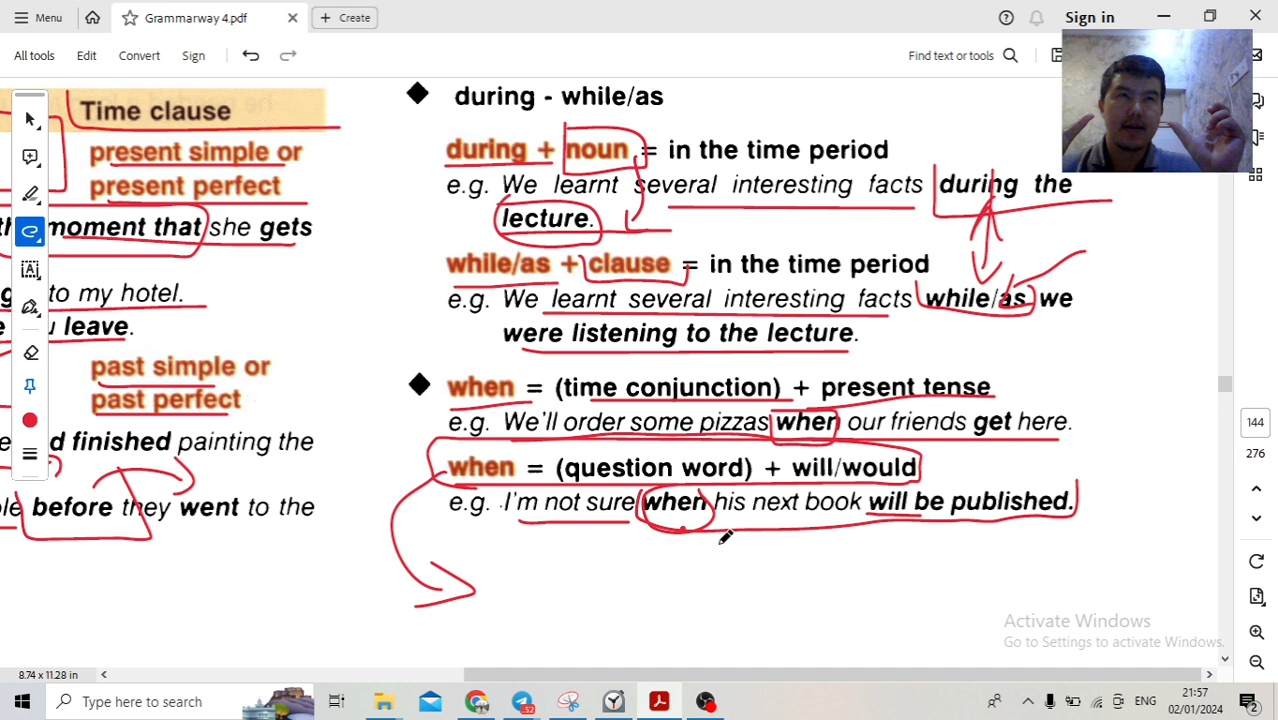 Menu
Grammarway 4.pdf
Create
Sign in
All tools
Edit
Convert
Sign
Find text or tools
Time clause
present simple or
present perfect
moment that she gets
to my hotel.
leave.
past simple or
past perfect
d finished painting the
before they went to the
during - while/as
during + noun = in the time period
e.g. We learnt several interesting facts during the
lecture.
while/as + clause = in the time period
e.g. We learnt several interesting facts while/as we
were listening to the lecture.
when = (time conjunction) + present tense
e.g. We'll order some pizzas when our friends get here.
when = (question word) + will/would
e.g. I'm not sure when his next book will be published.
144
276
Activate Windows
Go to Settings to activate Windows.
8.74 x 11.28 in
Type here to search
52
ENG
21:57
02/01/2024
2